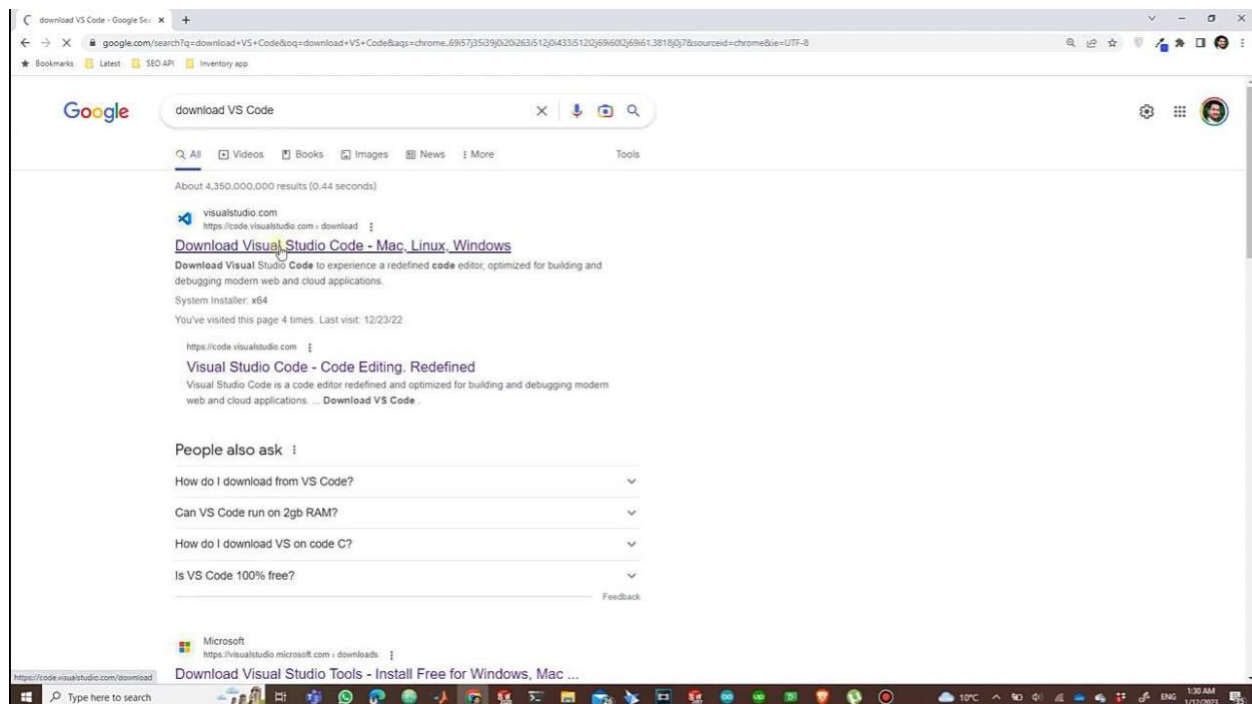 download VS Code - Google Sea
google.com/search?q=download+VS+Code&oq=download+VS+Code&aqs=chrome..69i57j35i39j0i20i263i512j0i433i512l2j69i60l2j69i61.3818j0j7&sourceid=chrome&ie=UTF-8
Bookmarks Latest SEO API Inventory app
Google
download VS Code
All Videos Books Images News More Tools
About 4,350,000,000 results (0.44 seconds)
visualstudio.com
https://code.visualstudio.com › download
Download Visual Studio Code - Mac, Linux, Windows
Download Visual Studio Code to experience a redefined code editor, optimized for building and
debugging modern web and cloud applications.
System Installer: x64
You've visited this page 4 times. Last visit: 12/23/22
https://code.visualstudio.com
Visual Studio Code - Code Editing. Redefined
Visual Studio Code is a code editor redefined and optimized for building and debugging modern
web and cloud applications. ... Download VS Code .
People also ask
How do I download from VS Code?
Can VS Code run on 2gb RAM?
How do I download VS on code C?
Is VS Code 100% free?
Feedback
Microsoft
https://visualstudio.microsoft.com › downloads
Download Visual Studio Tools - Install Free for Windows, Mac ...
https://code.visualstudio.com/download
Type here to search
10°C
ENG
1:30 AM
1/12/2023